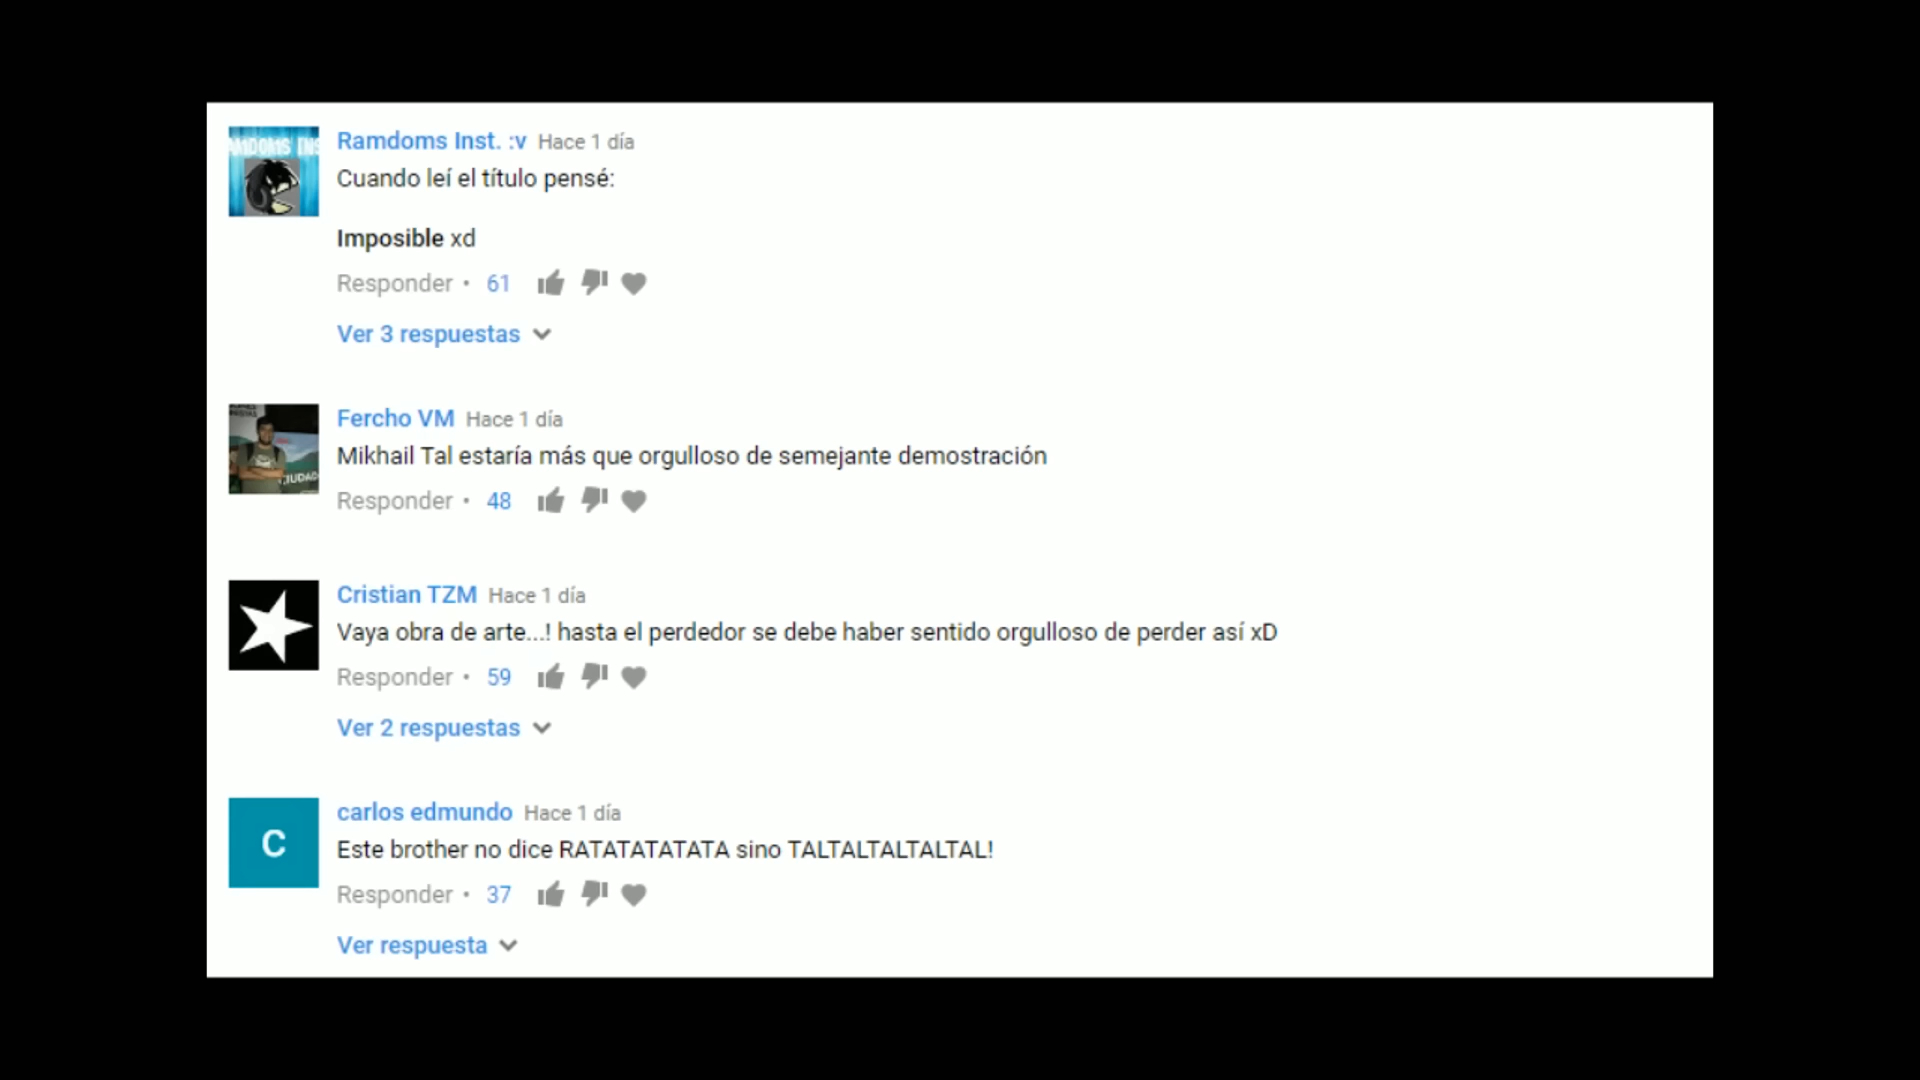 AMDOMS INS
Ramdoms Inst. :v Hace 1 día
Cuando leí el título pensé:
Imposible xd
Responder • 61
Ver 3 respuestas
Fercho VM Hace 1 día
Mikhail Tal estaría más que orgulloso de semejante demostración
Responder • 48
Cristian TZM Hace 1 día
Vaya obra de arte...! hasta el perdedor se debe haber sentido orgulloso de perder así xD
Responder • 59
Ver 2 respuestas
C
carlos edmundo Hace 1 día
Este brother no dice RATATATATATA sino TALTALTALTALTAL!
Responder • 37
Ver respuesta